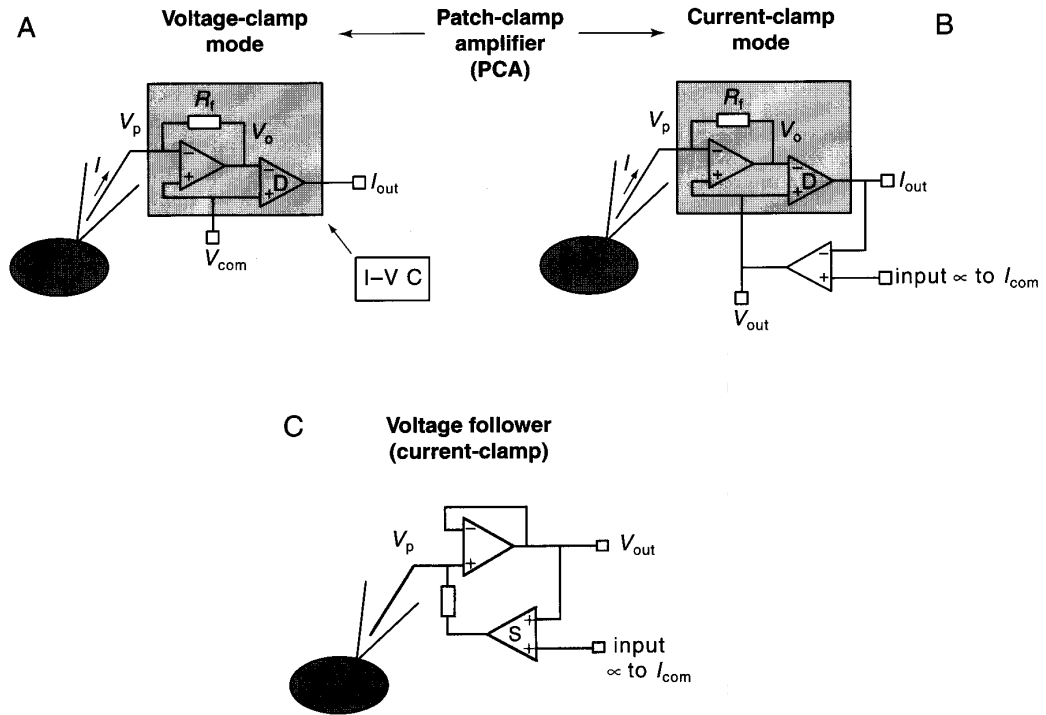 A
Voltage-clamp
mode
Patch-clamp
amplifier
(PCA)
Current-clamp
mode
B
Rf
Vp
Vo
I
−
+
−
+
D
Iout
Vcom
I–V C
Rf
Vp
Vo
I
−
+
−
+
D
Iout
−
+
input ∝ to Icom
Vout
C
Voltage follower
(current-clamp)
Vp
−
+
Vout
S
+
+
input
∝ to Icom